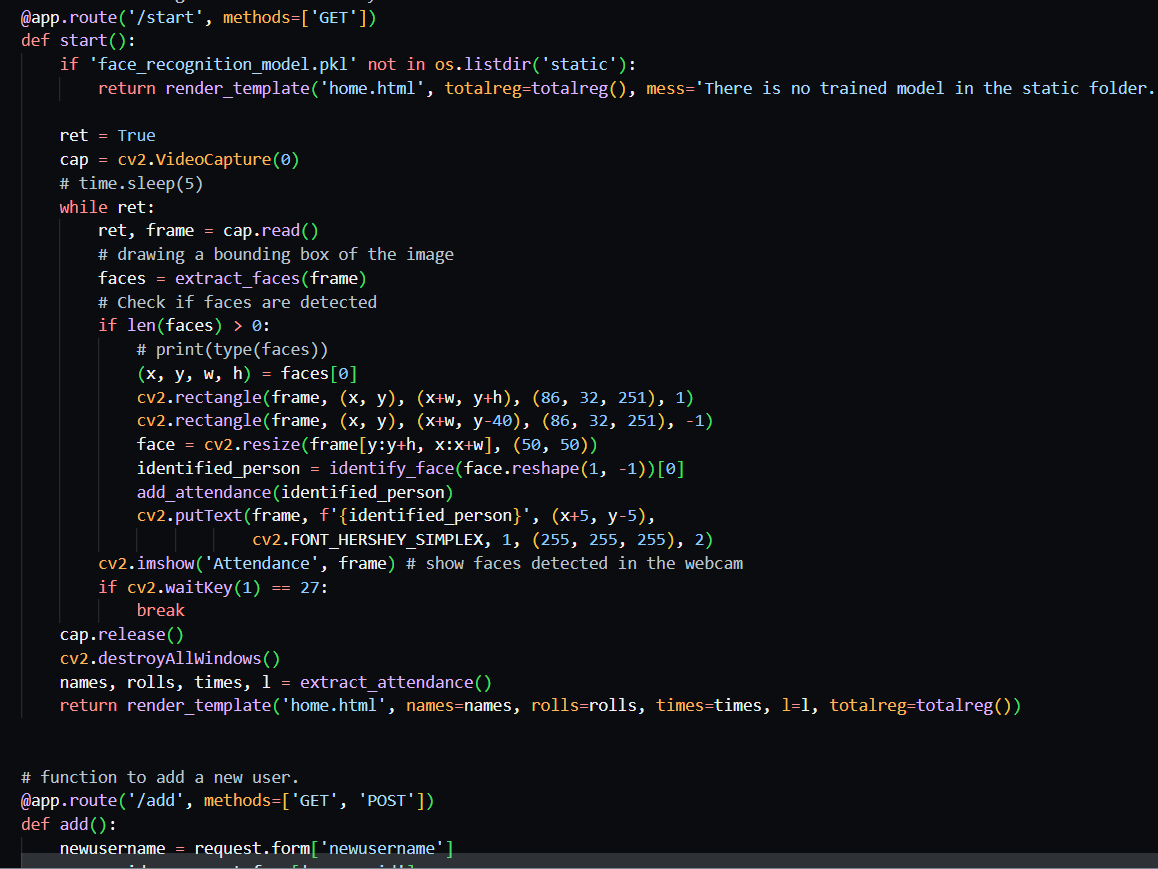 @app.route('/start', methods=['GET'])
def start():
    if 'face_recognition_model.pkl' not in os.listdir('static'):
        return render_template('home.html', totalreg=totalreg(), mess='There is no trained model in the static folder.
    ret = True
    cap = cv2.VideoCapture(0)
    # time.sleep(5)
    while ret:
        ret, frame = cap.read()
        # drawing a bounding box of the image
        faces = extract_faces(frame)
        # Check if faces are detected
        if len(faces) > 0:
            # print(type(faces))
            (x, y, w, h) = faces[0]
            cv2.rectangle(frame, (x, y), (x+w, y+h), (86, 32, 251), 1)
            cv2.rectangle(frame, (x, y), (x+w, y-40), (86, 32, 251), -1)
            face = cv2.resize(frame[y:y+h, x:x+w], (50, 50))
            identified_person = identify_face(face.reshape(1, -1))[0]
            add_attendance(identified_person)
            cv2.putText(frame, f'{identified_person}', (x+5, y-5),
                        cv2.FONT_HERSHEY_SIMPLEX, 1, (255, 255, 255), 2)
        cv2.imshow('Attendance', frame) # show faces detected in the webcam
        if cv2.waitKey(1) == 27:
            break
    cap.release()
    cv2.destroyAllWindows()
    names, rolls, times, l = extract_attendance()
    return render_template('home.html', names=names, rolls=rolls, times=times, l=l, totalreg=totalreg())
# function to add a new user.
@app.route('/add', methods=['GET', 'POST'])
def add():
    newusername = request.form['newusername']